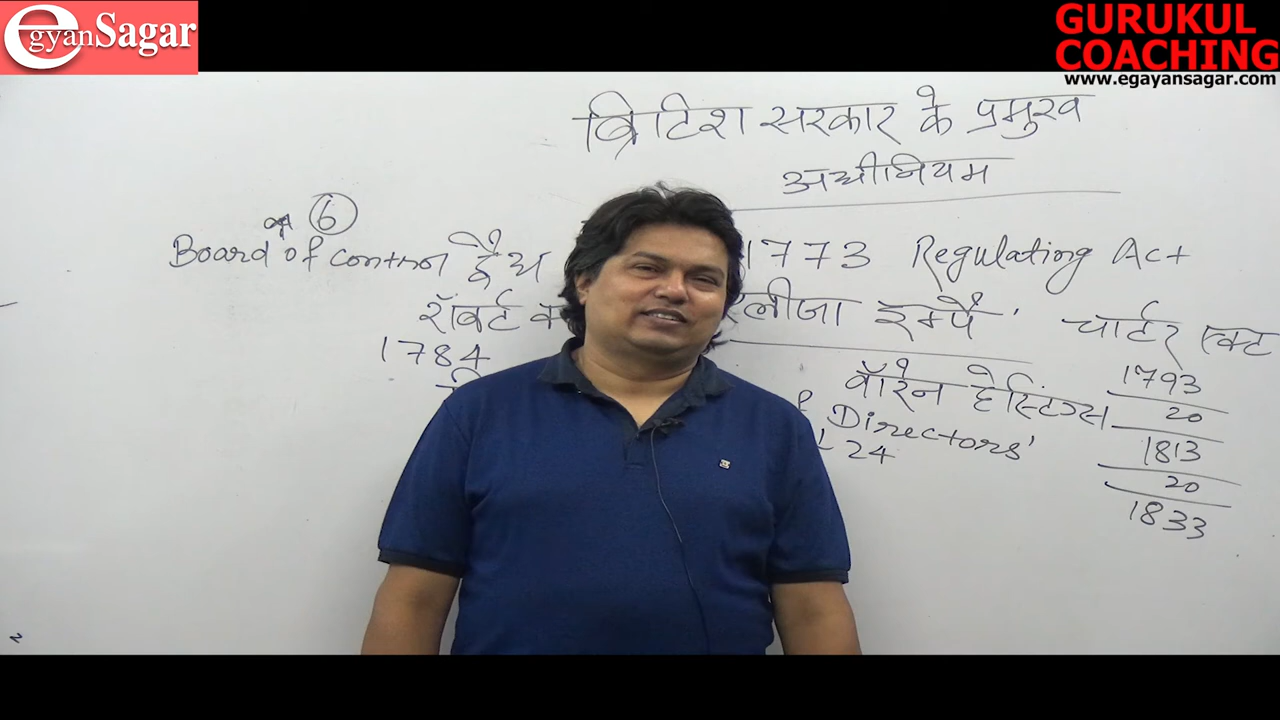 egyanSagar
GURUKUL
COACHING
www.egayansagar.com
ब्रिटिश सरकार के प्रमुख
अधीनियम
6
Board of control द्वैध
1773 Regulating Act
रॉबर्ट
लीजा इम्पै
चार्टर एक्ट
1784
वॉरेन हेस्टिंग्स
1793
20
Directors'
24
1813
20
1833